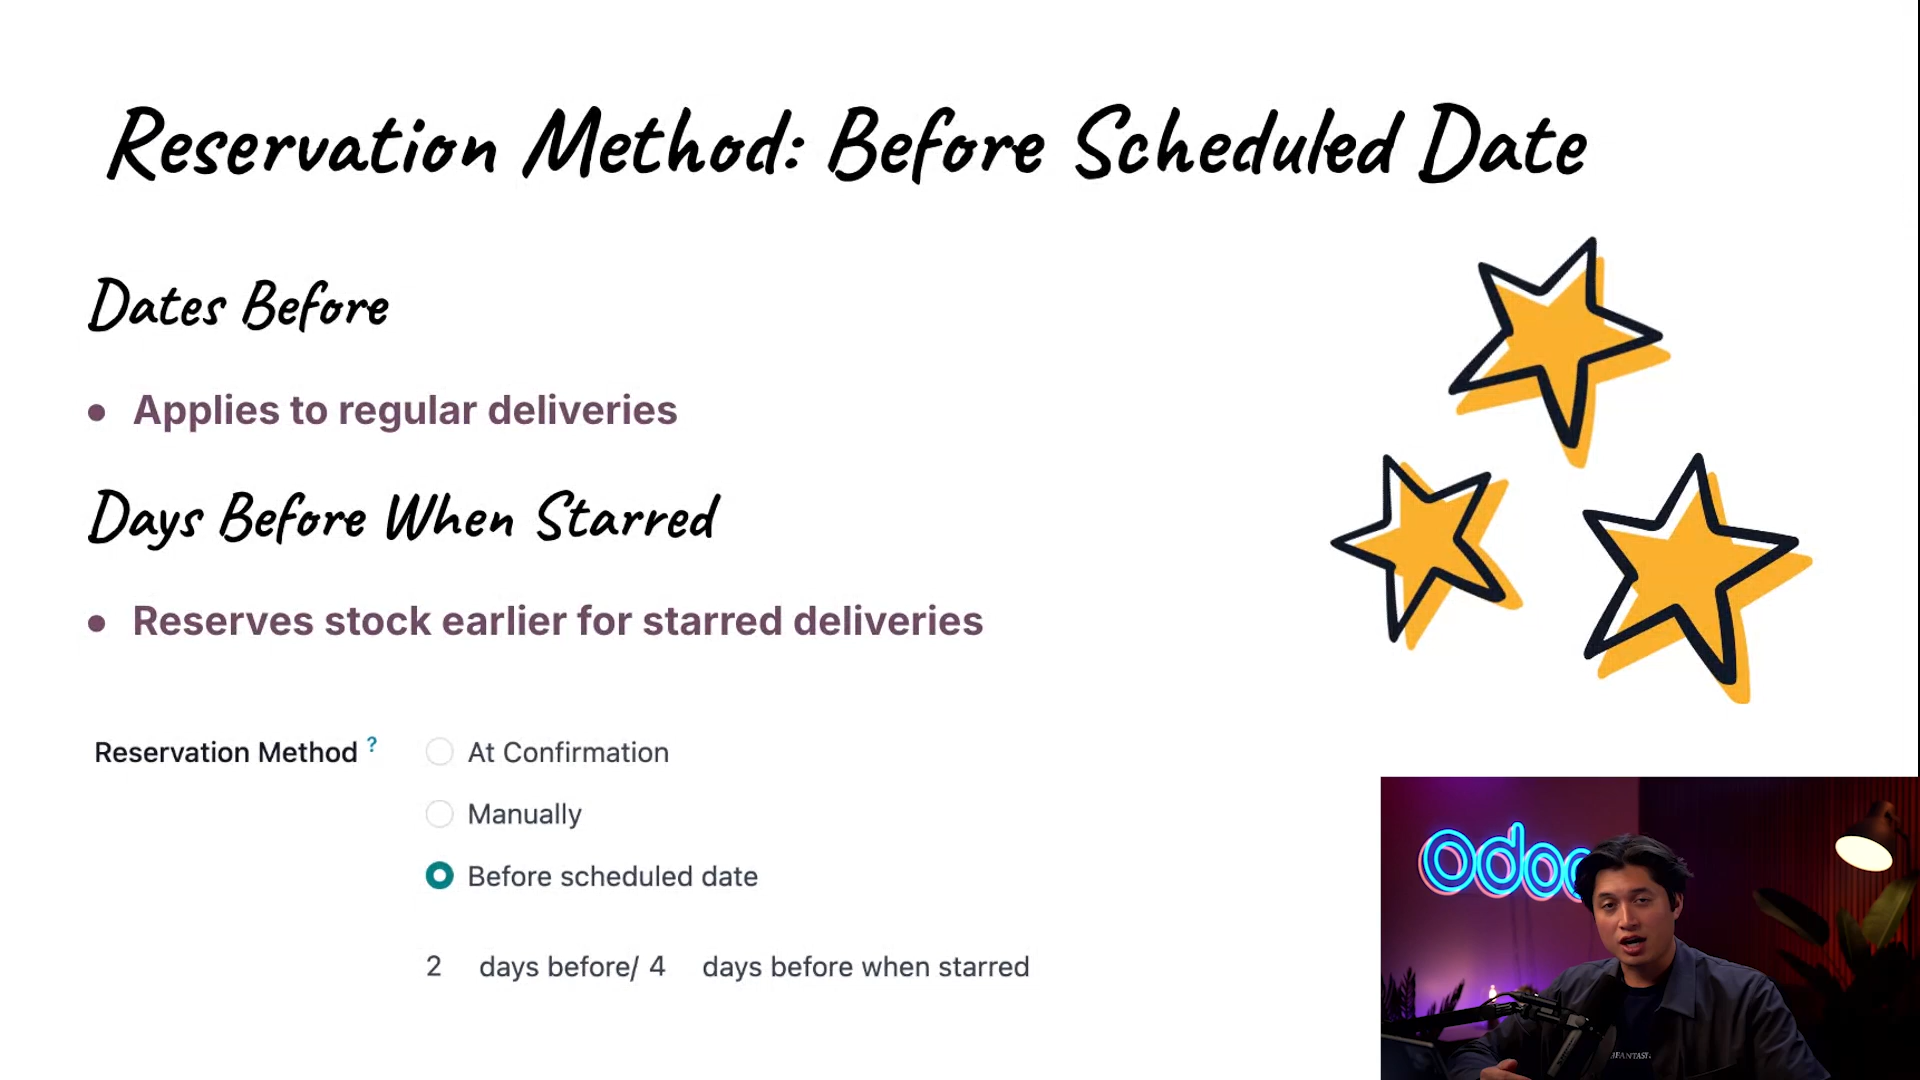 Reservation Method: Before Scheduled Date
Dates Before
• Applies to regular deliveries
Days Before When Starred
• Reserves stock earlier for starred deliveries
Reservation Method ?
At Confirmation
Manually
Before scheduled date
2 days before/ 4 days before when starred
odoo